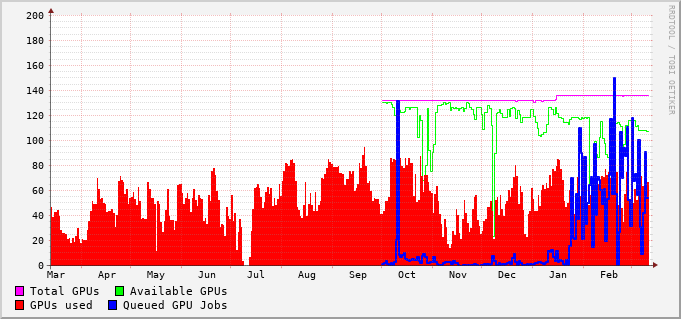 200
180
160
140
120
100
80
60
40
20
0
Mar Apr May Jun Jul Aug Sep Oct Nov Dec Jan Feb
Total GPUs Available GPUs
GPUs used Queued GPU Jobs
RRDTOOL / TOBI OETIKER